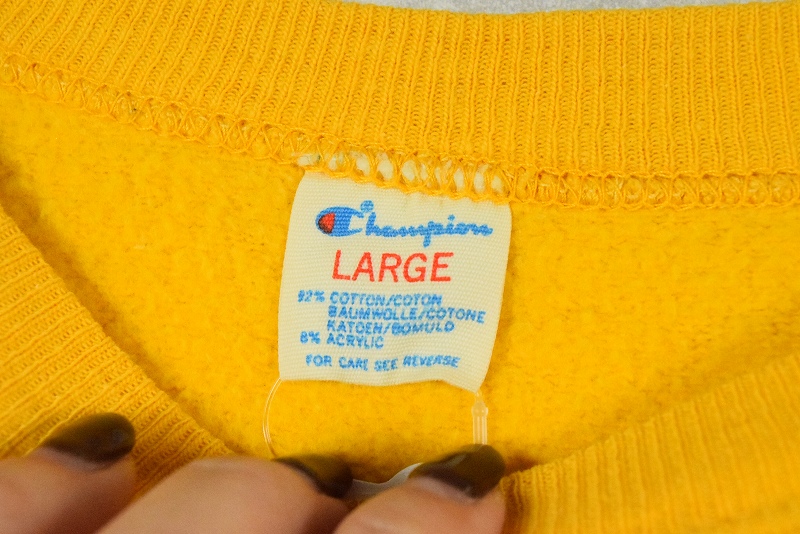 Champion
LARGE
92% COTTON/COTON
BAUMWOLLE/COTONE
KATOEN/BOMULD
8% ACRYLIC
FOR CARE SEE REVERSE